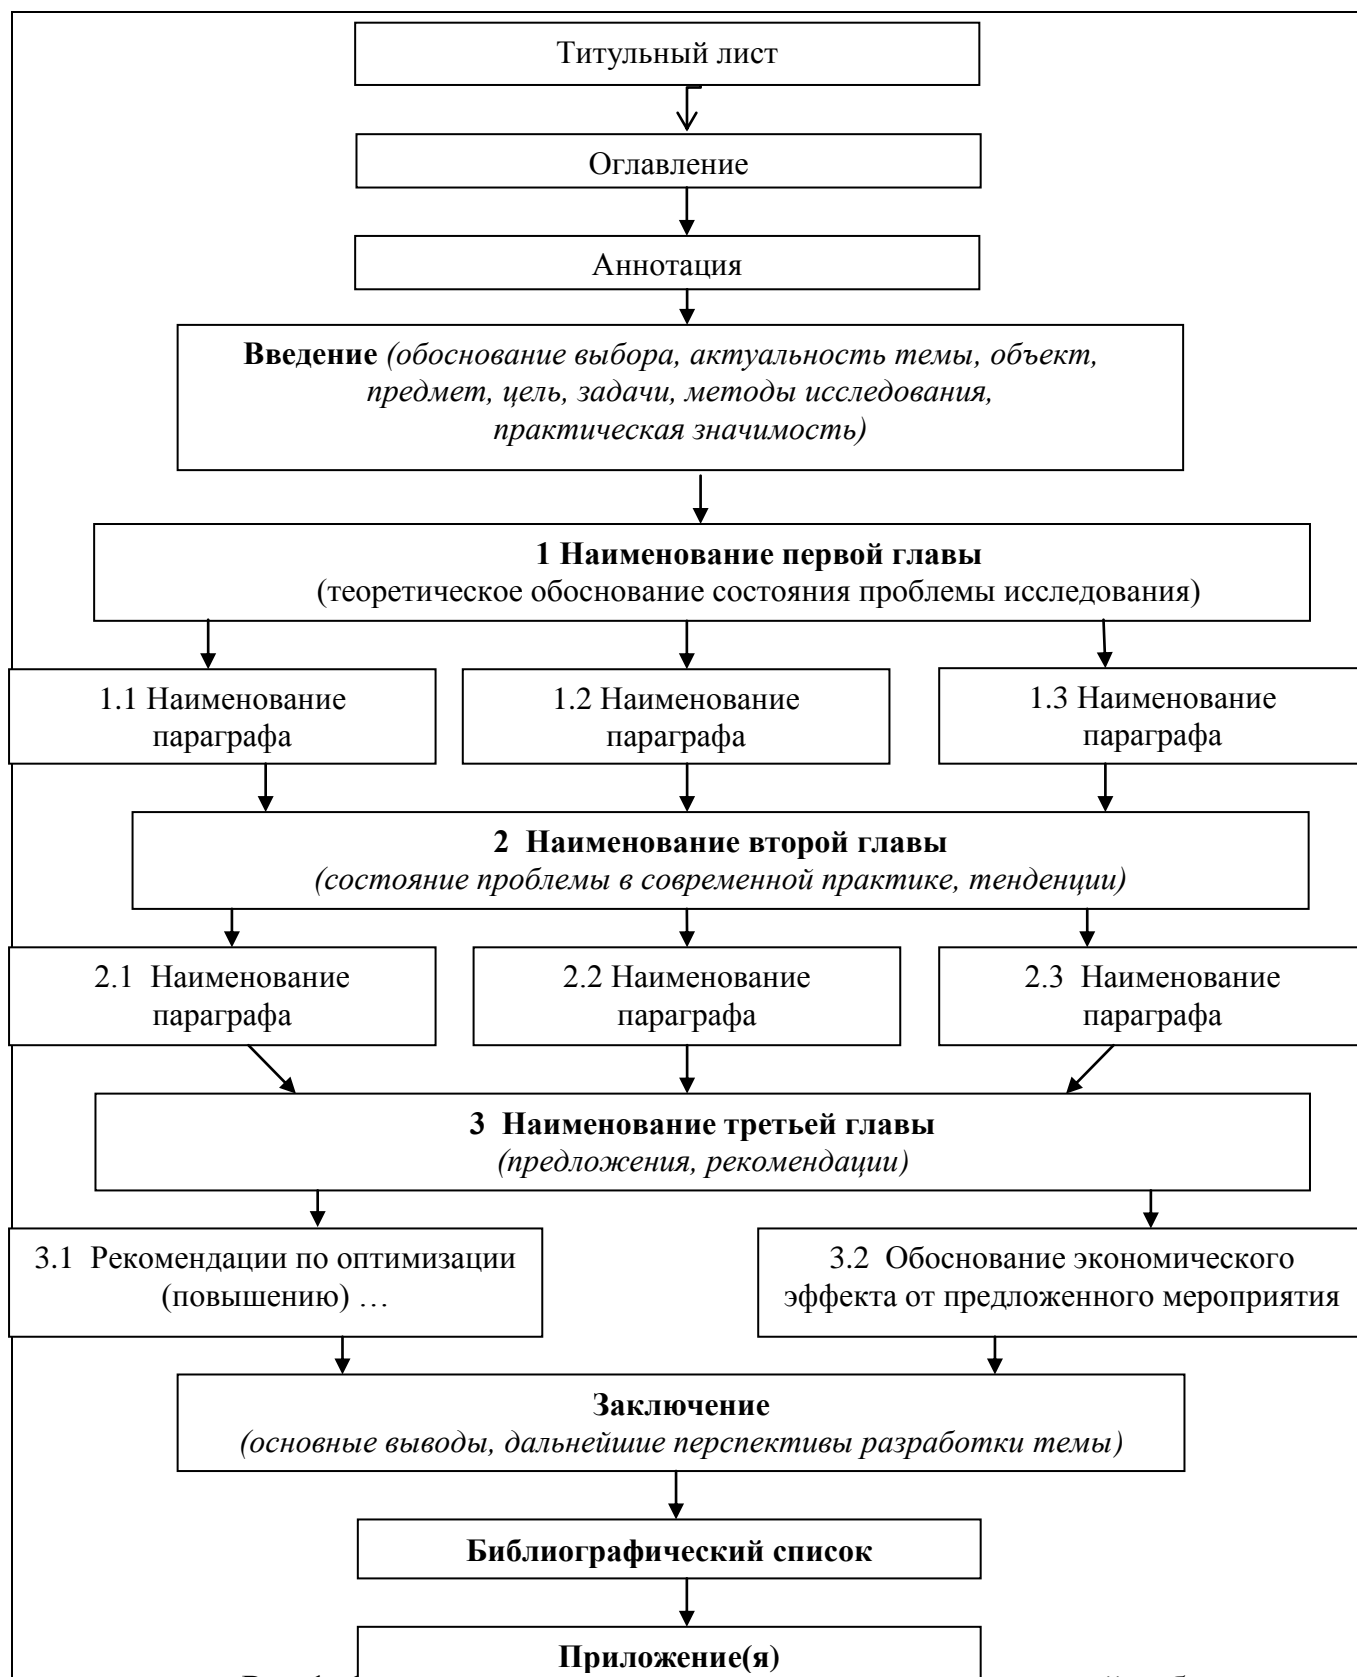 Титульный лист
Оглавление
Аннотация
Введение (обоснование выбора, актуальность темы, объект,
предмет, цель, задачи, методы исследования,
практическая значимость)
1 Наименование первой главы
(теоретическое обоснование состояния проблемы исследования)
1.1 Наименование
параграфа
1.2 Наименование
параграфа
1.3 Наименование
параграфа
2 Наименование второй главы
(состояние проблемы в современной практике, тенденции)
2.1 Наименование
параграфа
2.2 Наименование
параграфа
2.3 Наименование
параграфа
3 Наименование третьей главы
(предложения, рекомендации)
3.1 Рекомендации по оптимизации
(повышению) …
3.2 Обоснование экономического
эффекта от предложенного мероприятия
Заключение
(основные выводы, дальнейшие перспективы разработки темы)
Библиографический список
Приложение(я)